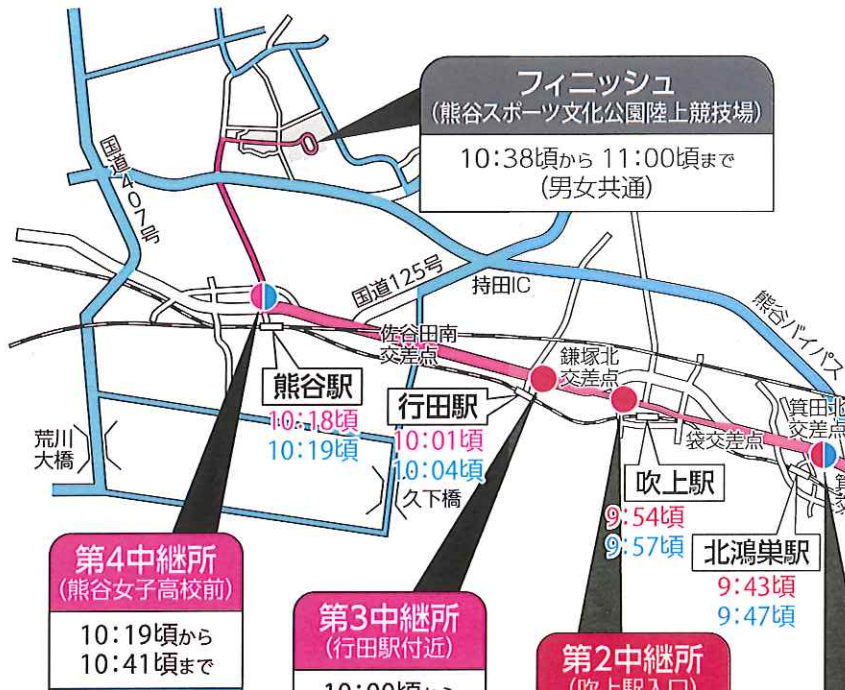 フィニッシュ
(熊谷スポーツ文化公園陸上競技場)
10:38頃から 11:00頃まで
(男女共通)
国道407号
国道125号
持田IC
熊谷バイパス
佐谷田南
交差点
鎌塚北
交差点
箕田北
交差点
袋交差点
熊谷駅
10:18頃
10:19頃
行田駅
10:01頃
10:04頃
吹上駅
9:54頃
9:57頃
北鴻巣駅
9:43頃
9:47頃
荒川
大橋
久下橋
第4中継所
(熊谷女子高校前)
10:19頃から
10:41頃まで
第3中継所
(行田駅付近)
第2中継所
(吹上駅入口)